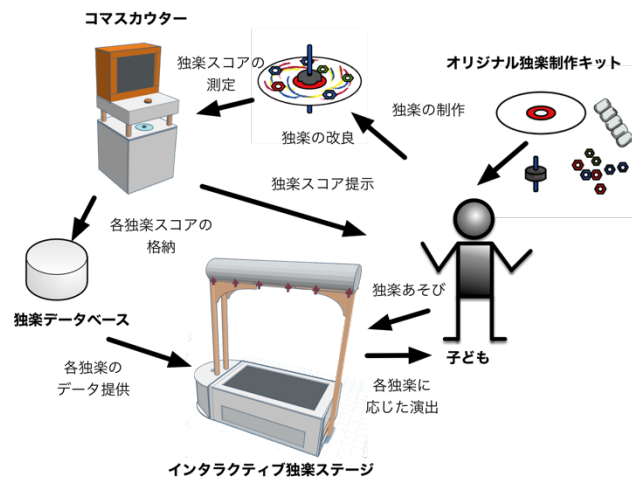 コマスカウター
独楽スコアの
測定
オリジナル独楽制作キット
独楽の制作
独楽の改良
独楽スコア提示
各独楽スコアの
格納
独楽データベース
独楽あそび
子ども
各独楽の
データ提供
各独楽に
応じた演出
インタラクティブ独楽ステージ